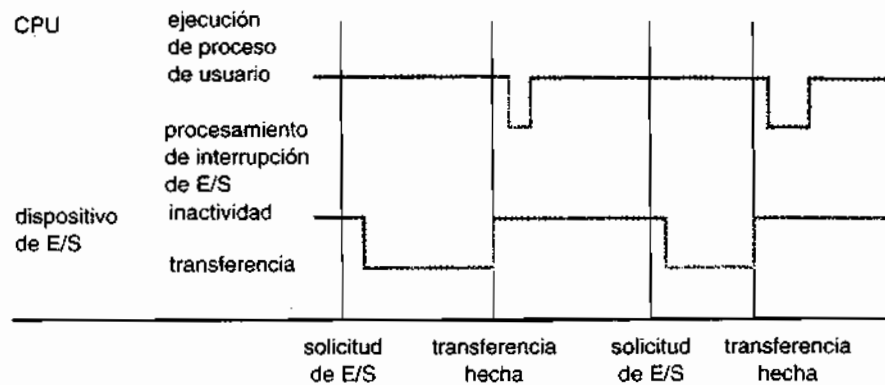 CPU
ejecución
de proceso
de usuario
procesamiento
de interrupción
de E/S
dispositivo
de E/S
inactividad
transferencia
solicitud
de E/S
transferencia
hecha
solicitud
de E/S
transferencia
hecha